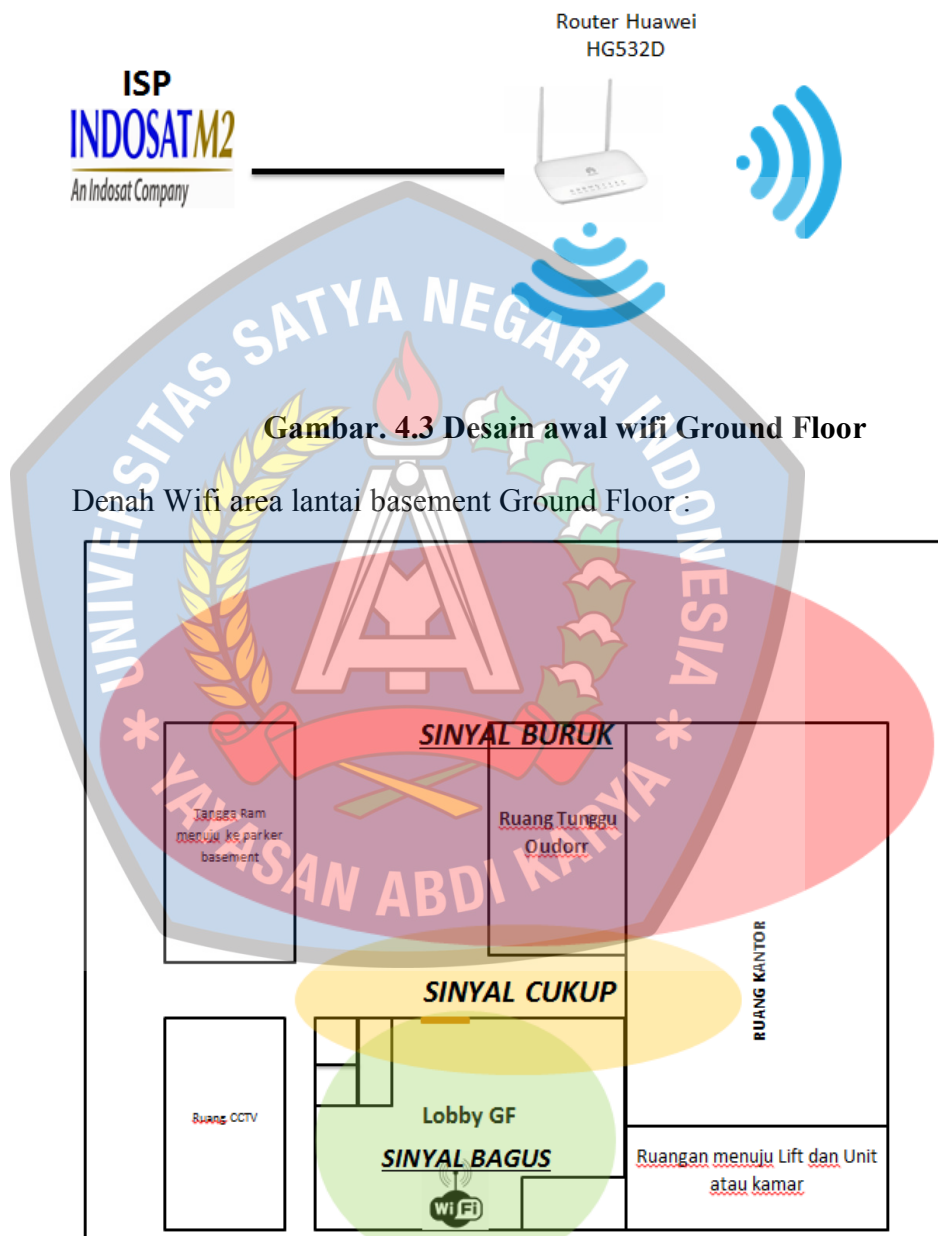 Router Huawei
HG532D
ISP
INDOSATM2
An Indosat Company
UNIVERSITAS SATYA NEGARA INDONESIA
Gambar. 4.3 Desain awal wifi Ground Floor
Denah Wifi area lantai basement Ground Floor :
SINYAL BURUK
Tangga Ram
menuju ke parker
basement
Ruang Tunggu
Oudorr
YAYASAN ABDI KARYA
RUANG KANTOR
SINYAL CUKUP
Ruang CCTV
Lobby GF
SINYAL BAGUS
WiFi
Ruangan menuju Lift dan Unit
atau kamar